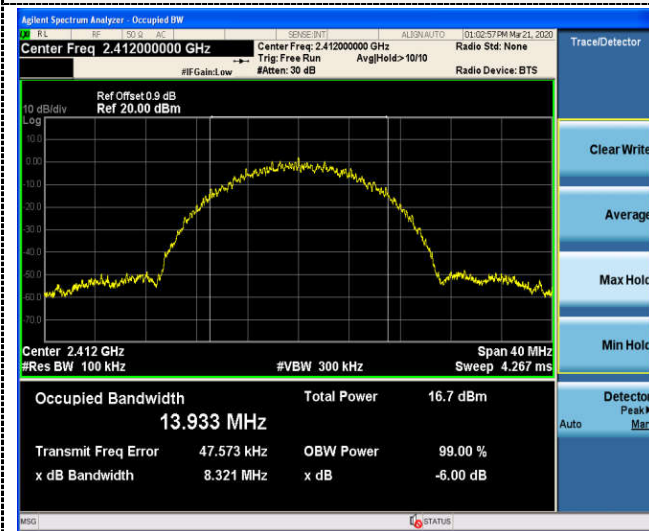 Agilent Spectrum Analyzer - Occupied BW
RL RF 50 Ω AC SENSE:INT ALIGN AUTO 01:02:57 PM Mar 21, 2020
Center Freq 2.412000000 GHz
Center Freq: 2.412000000 GHz
Radio Std: None
Trig: Free Run Avg|Hold:> 10/10
#IFGain:Low #Atten: 30 dB Radio Device: BTS
Trace/Detector
Ref Offset 0.9 dB
10 dB/div Ref 20.00 dBm
Log
10.0
0.00
-10.0
-20.0
-30.0
-40.0
-50.0
-60.0
-70.0
Center 2.412 GHz Span 40 MHz
#Res BW 100 kHz #VBW 300 kHz Sweep 4.267 ms
Occupied Bandwidth Total Power 16.7 dBm
13.933 MHz
Transmit Freq Error 47.573 kHz OBW Power 99.00 %
x dB Bandwidth 8.321 MHz x dB -6.00 dB
Clear Write
Average
Max Hold
Min Hold
Detector
Peak
Auto Man
MSG STATUS